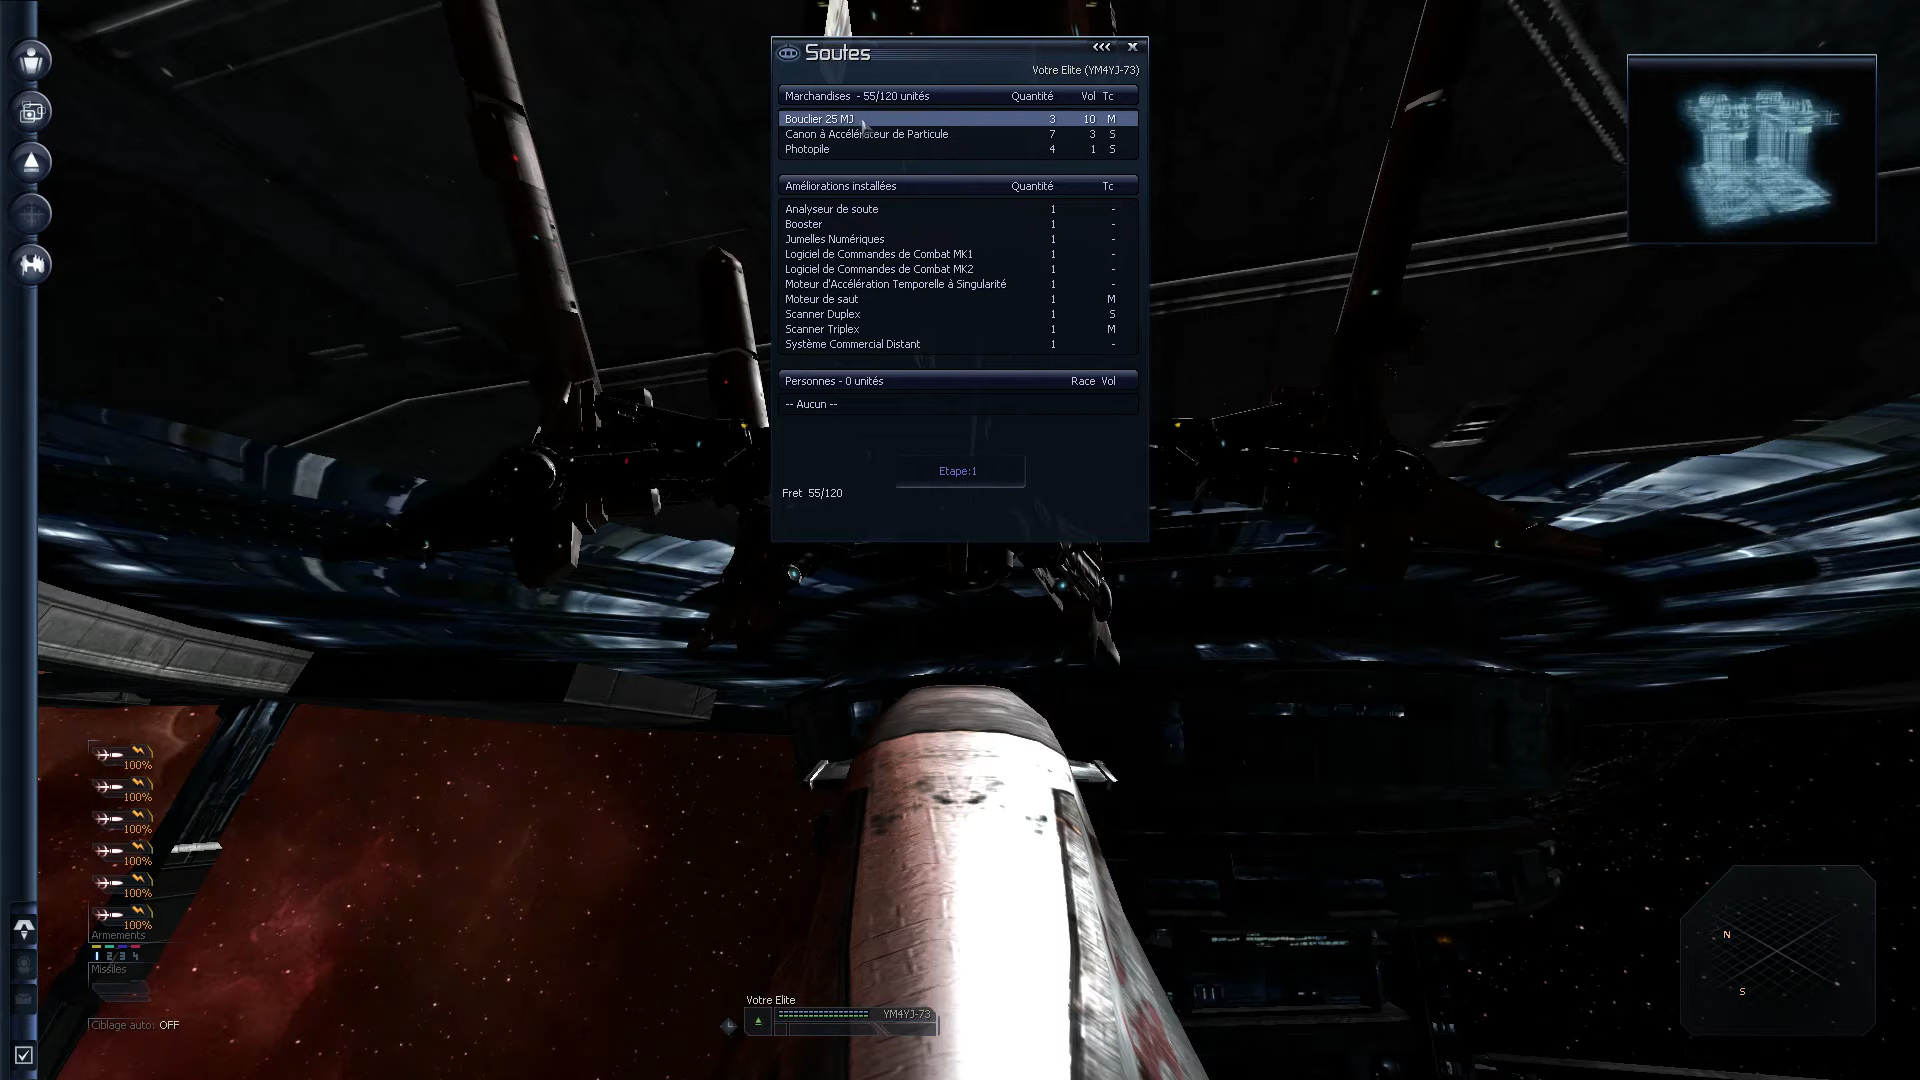 Soutes
Votre Elite (YM4YJ-73)
Marchandises - 55/120 unités Quantité Vol Tc
Bouclier 25 MJ 3 10 M
Canon à Accélérateur de Particule 7 3 S
Photopile 4 1 S
Améliorations installées Quantité Tc
Analyseur de soute 1 -
Booster 1 -
Jumelles Numériques 1 -
Logiciel de Commandes de Combat MK1 1 -
Logiciel de Commandes de Combat MK2 1 -
Moteur d'Accélération Temporelle à Singularité 1 -
Moteur de saut 1 M
Scanner Duplex 1 S
Scanner Triplex 1 M
Système Commercial Distant 1 -
Personnes - 0 unités Race Vol
-- Aucun --
Etape:1
Fret 55/120
100%
100%
100%
100%
100%
100%
Armements
1 2 3 4
Missiles
Ciblage auto: OFF
Votre Elite
YM4YJ-73
N
S